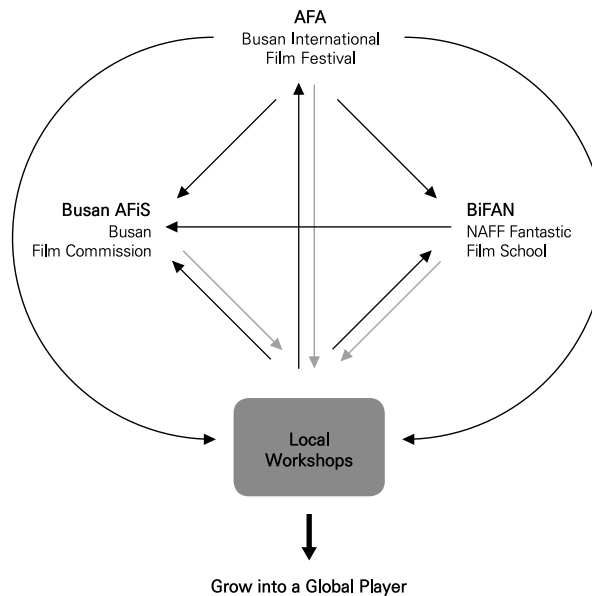 AFA
Busan International
Film Festival
Busan AFiS
Busan
Film Commission
BiFAN
NAFF Fantastic
Film School
Local
Workshops
Grow into a Global Player